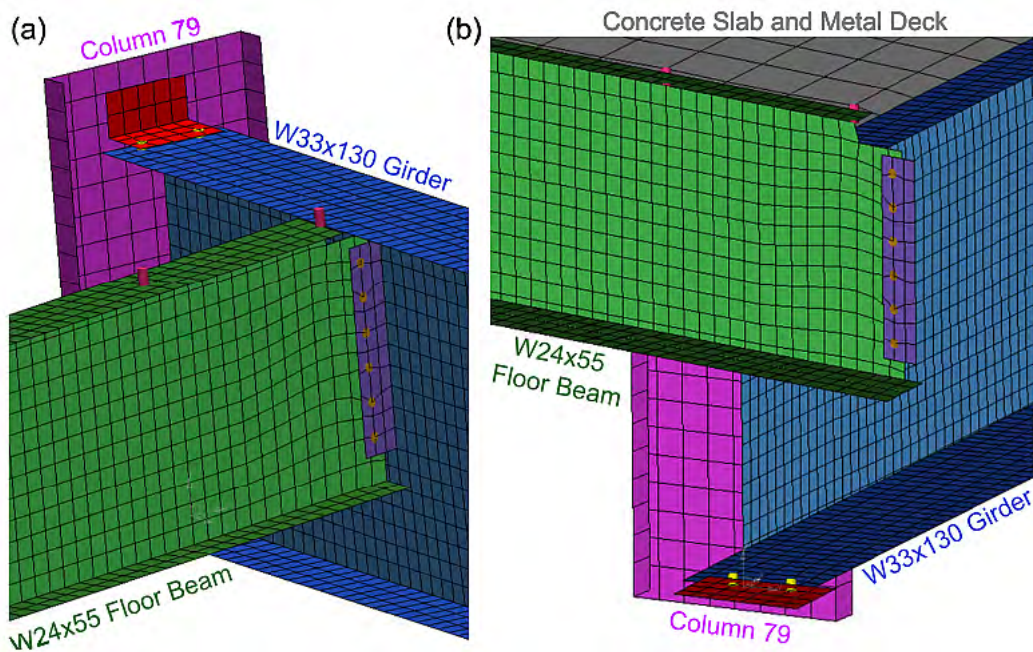 (a)
Column 79
W33x130 Girder
W24x55 Floor Beam
(b)
Concrete Slab and Metal Deck
W24x55
Floor Beam
W33x130 Girder
Column 79